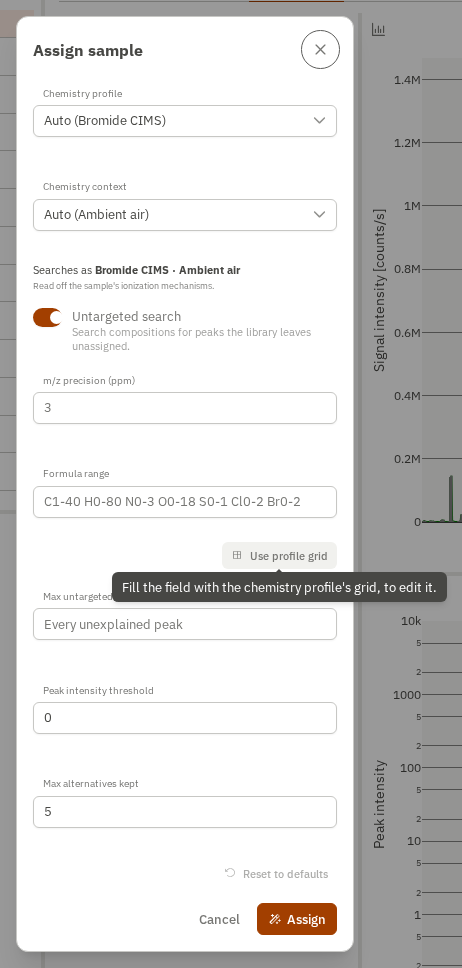 Assign sample
Chemistry profile
Auto (Bromide CIMS)
Chemistry context
Auto (Ambient air)
Searches as Bromide CIMS · Ambient air
Read off the sample's ionization mechanisms.
Untargeted search
Search compositions for peaks the library leaves
unassigned.
m/z precision (ppm)
3
Formula range
C1-40 H0-80 N0-3 O0-18 S0-1 Cl0-2 Br0-2
Use profile grid
Fill the field with the chemistry profile's grid, to edit it.
Max untargeted
Every unexplained peak
Peak intensity threshold
0
Max alternatives kept
5
Reset to defaults
Cancel
Assign
Signal intensity [counts/s]
1.4M
1.2M
1M
0.8M
0.6M
0.4M
0.2M
0
Peak intensity
10k
5
2
1000
5
2
100
5
2
10
5
2
1
5
2